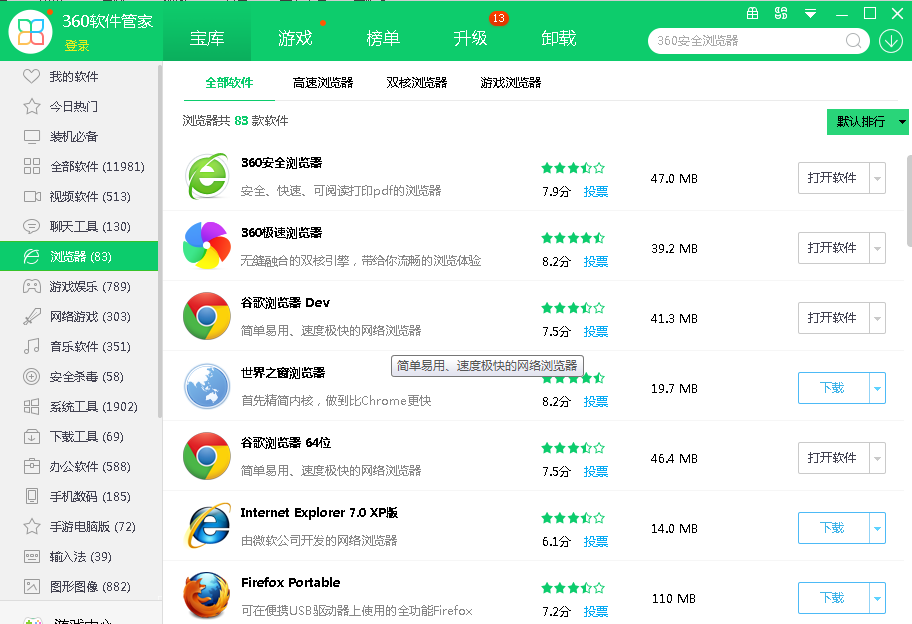 360软件管家
登录
宝库
游戏
榜单
升级
13
卸载
360安全浏览器
我的软件
今日热门
装机必备
全部软件 (11981)
视频软件 (513)
聊天工具 (130)
浏览器 (83)
游戏娱乐 (789)
网络游戏 (303)
音乐软件 (351)
安全杀毒 (58)
系统工具 (1902)
下载工具 (69)
办公软件 (588)
手机数码 (185)
手游电脑版 (72)
输入法 (39)
图形图像 (882)
游戏中心
全部软件
高速浏览器
双核浏览器
游戏浏览器
浏览器共 83 款软件
默认排行
360安全浏览器
安全、快速、可阅读打印pdf的浏览器
7.9分 投票
47.0 MB
打开软件
360极速浏览器
无缝融合的双核引擎，带给你流畅的浏览体验
8.2分 投票
39.2 MB
打开软件
谷歌浏览器 Dev
简单易用、速度极快的网络浏览器
7.5分 投票
41.3 MB
打开软件
简单易用、速度极快的网络浏览器
世界之窗浏览器
首先精简内核，做到比Chrome更快
8.2分 投票
19.7 MB
下载
谷歌浏览器 64位
简单易用、速度极快的网络浏览器
7.5分 投票
46.4 MB
打开软件
Internet Explorer 7.0 XP版
由微软公司开发的网络浏览器
6.1分 投票
14.0 MB
下载
Firefox Portable
可在便携USB驱动器上使用的全功能Firefox
7.2分 投票
110 MB
下载